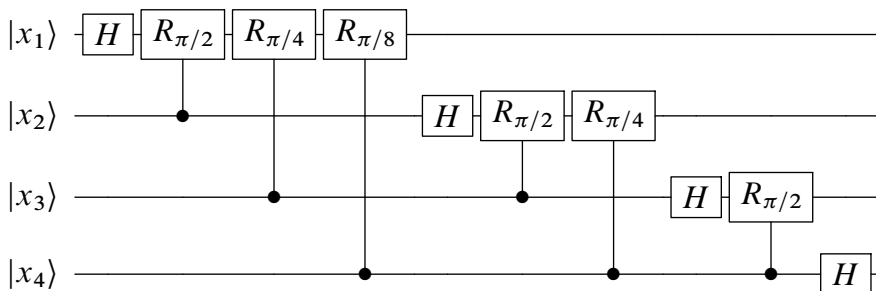 |x₁⟩ H R_{π/2} R_{π/4} R_{π/8}
|x₂⟩ H R_{π/2} R_{π/4}
|x₃⟩ H R_{π/2}
|x₄⟩ H